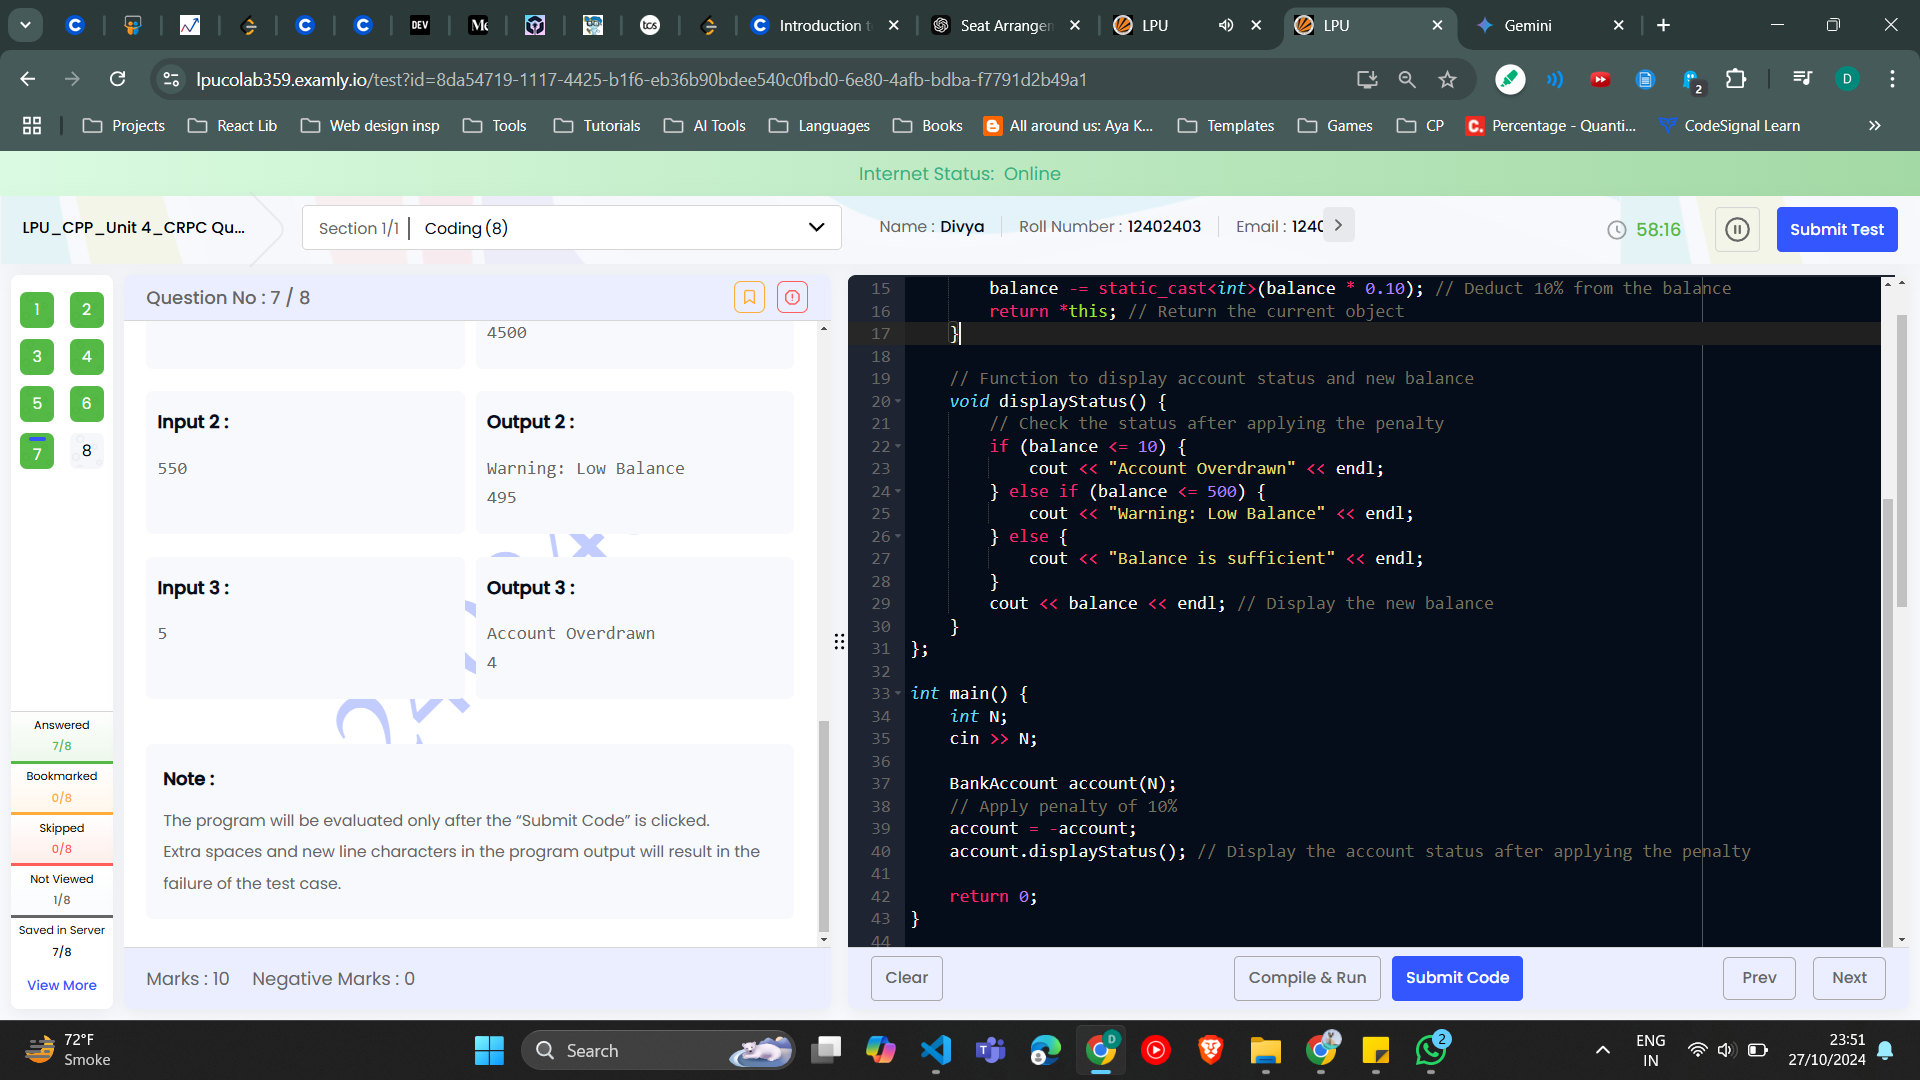 Introduction t
Seat Arranger
LPU
LPU
Gemini
lpucolab359.examly.io/test?id=8da54719-1117-4425-b1f6-eb36b90bdee540c0fbd0-6e80-4afb-bdba-f7791d2b49a1
2
D
Projects
React Lib
Web design insp
Tools
Tutorials
AI Tools
Languages
Books
All around us: Aya K...
Templates
Games
CP
Percentage - Quanti...
CodeSignal Learn
Internet Status: Online
LPU_CPP_Unit 4_CRPC Qu...
Section 1/1 | Coding (8)
Name : Divya
Roll Number : 12402403
Email : 1240
58:16
Submit Test
1 2
3 4
5 6
7 8
Answered
7/8
Bookmarked
0/8
Skipped
0/8
Not Viewed
1/8
Saved in Server
7/8
View More
Question No : 7 / 8
4500
Input 2 :
550
Output 2 :
Warning: Low Balance
495
Input 3 :
5
Output 3 :
Account Overdrawn
4
Note :
The program will be evaluated only after the “Submit Code” is clicked.
Extra spaces and new line characters in the program output will result in the
failure of the test case.
Marks : 10 Negative Marks : 0
15 balance -= static_cast<int>(balance * 0.10); // Deduct 10% from the balance
16 return *this; // Return the current object
17 }
18
19 // Function to display account status and new balance
20 void displayStatus() {
21 // Check the status after applying the penalty
22 if (balance <= 10) {
23 cout << "Account Overdrawn" << endl;
24 } else if (balance <= 500) {
25 cout << "Warning: Low Balance" << endl;
26 } else {
27 cout << "Balance is sufficient" << endl;
28 }
29 cout << balance << endl; // Display the new balance
30 }
31 };
32
33 int main() {
34 int N;
35 cin >> N;
36
37 BankAccount account(N);
38 // Apply penalty of 10%
39 account = -account;
40 account.displayStatus(); // Display the account status after applying the penalty
41
42 return 0;
43 }
44
Clear
Compile & Run
Submit Code
Prev
Next
72°F
Smoke
Search
D
2
ENG
IN
23:51
27/10/2024